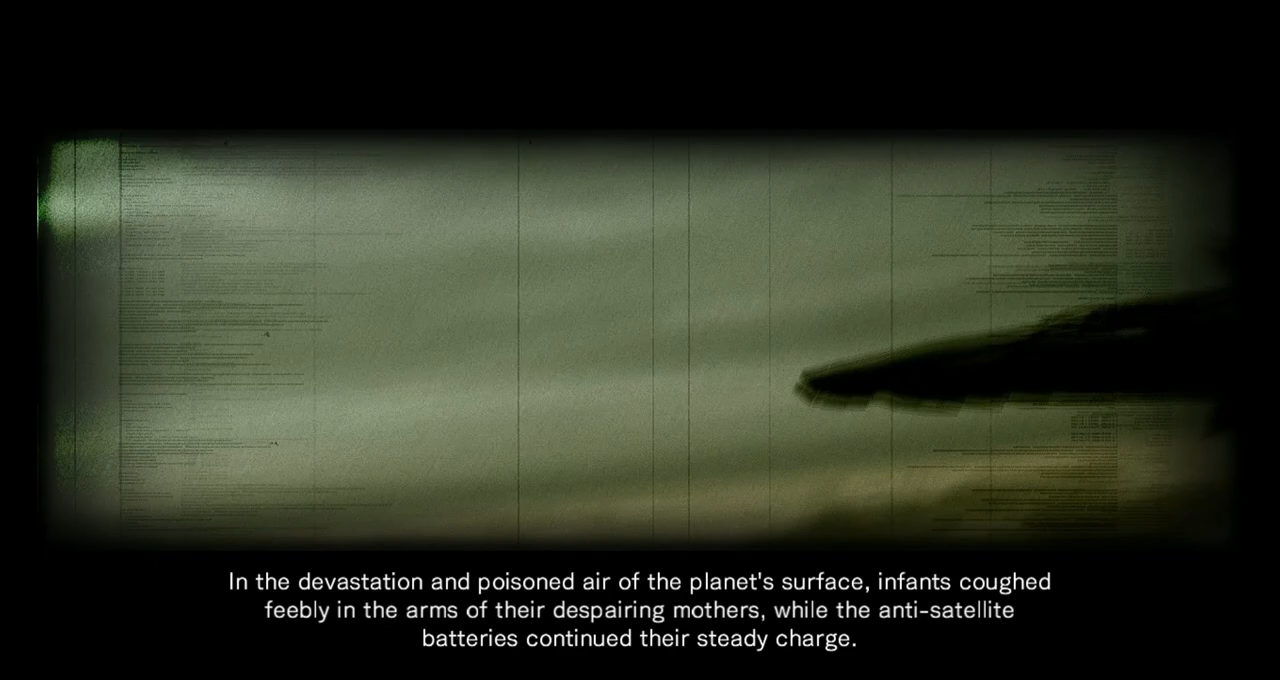 In the devastation and poisoned air of the planet's surface, infants coughed
feebly in the arms of their despairing mothers, while the anti-satellite
batteries continued their steady charge.